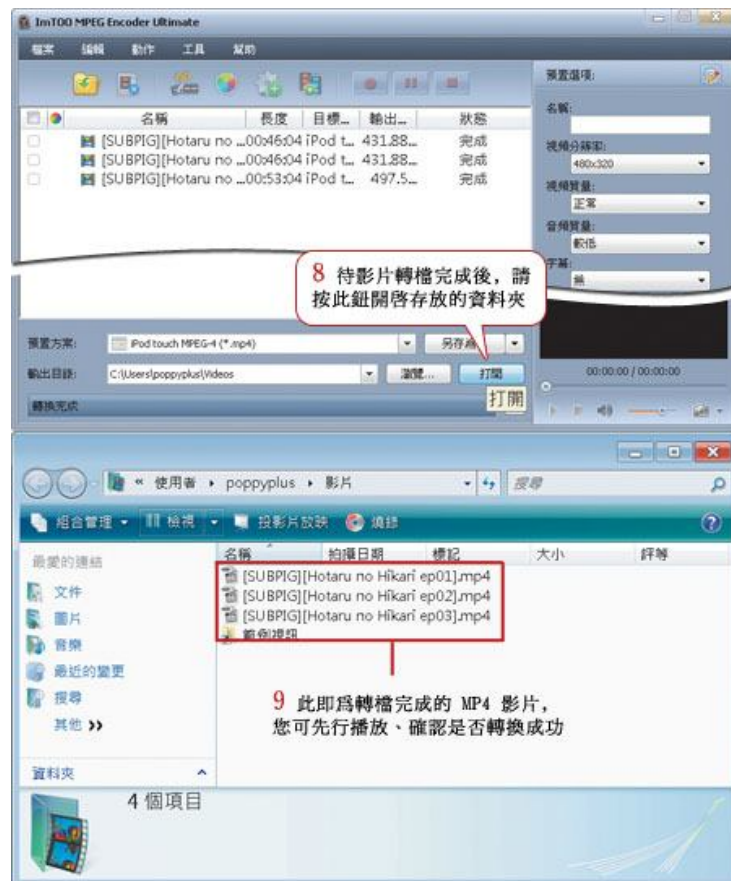 ImTOO MPEG Encoder Ultimate
檔案 編輯 動作 工具 幫助
預置選項:
名稱 長度 目標... 輸出... 狀態
名稱:
[SUBPIG][Hotaru no ...00:46:04 iPod t... 431.88... 完成
視頻分辨率:
[SUBPIG][Hotaru no ...00:46:04 iPod t... 431.88... 完成
480x320
[SUBPIG][Hotaru no ...00:53:04 iPod t... 497.5... 完成
視頻質量:
正常
音頻質量:
較低
字幕:
8 待影片轉檔完成後，請
按此鈕開啓存放的資料夾
預置方案: iPod touch MPEG-4 (*.mp4) 另存為
輸出目錄: C:\Users\poppyplus\Videos 瀏覽... 打開
00:00:00 / 00:00:00
打開
轉換完成
« 使用者 ▸ poppyplus ▸ 影片 搜尋
組合管理 檢視 投影片放映 燒錄
最愛的連結
名稱 拍攝日期 標記 大小 評等
[SUBPIG][Hotaru no Hikari ep01].mp4
文件
[SUBPIG][Hotaru no Hikari ep02].mp4
圖片
[SUBPIG][Hotaru no Hikari ep03].mp4
音樂
範例視訊
最近的變更
搜尋
其他 »
9 此即爲轉檔完成的 MP4 影片，
您可先行播放、確認是否轉換成功
資料夾
4 個項目